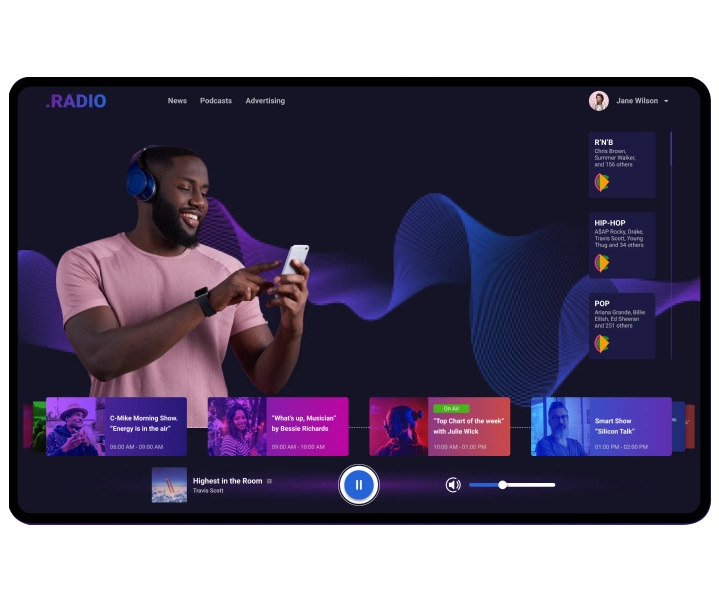 .RADIO
News
Podcasts
Advertising
Jane Wilson
R'N'B
Chris Brown,
Summer Walker,
and 156 others
HIP-HOP
A$AP Rocky, Drake,
Travis Scott, Young
Thug and 34 others
POP
Ariana Grande, Billie
Eilish, Ed Sheeran
and 251 others
C-Mike Morning Show.
"Energy is in the air"
06:00 AM - 09:00 AM
"What's up, Musician"
by Bessie Richards
09:00 AM - 10:00 AM
On Air
"Top Chart of the week"
with Julie Wick
10:00 AM - 01:00 PM
Smart Show
"Silicon Talk"
01:00 PM - 02:00 PM
Highest in the Room
Travis Scott